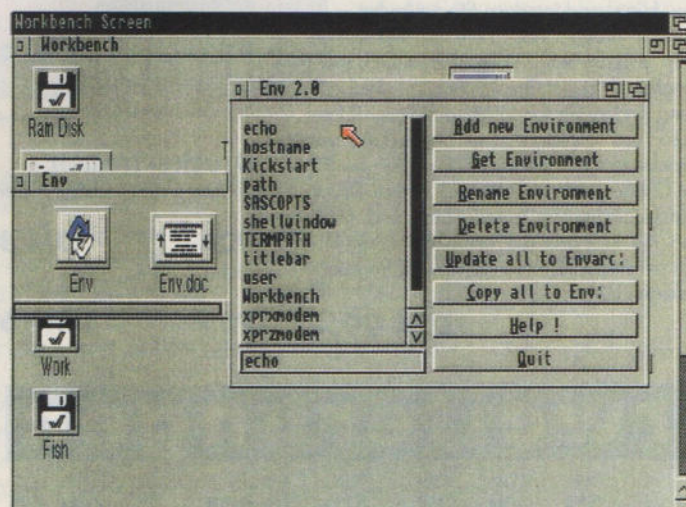 Workbench Screen
Workbench
Ram Disk
Env
Env
Env.doc
Work
Fish
Env 2.0
echo
hostname
Kickstart
path
SASCOPTS
shellwindow
TERMPATH
titlebar
user
Workbench
xprxmodem
xprzmodem
echo
Add new Environment
Get Environment
Rename Environment
Delete Environment
Update all to Envarc:
Copy all to Env:
Help !
Quit